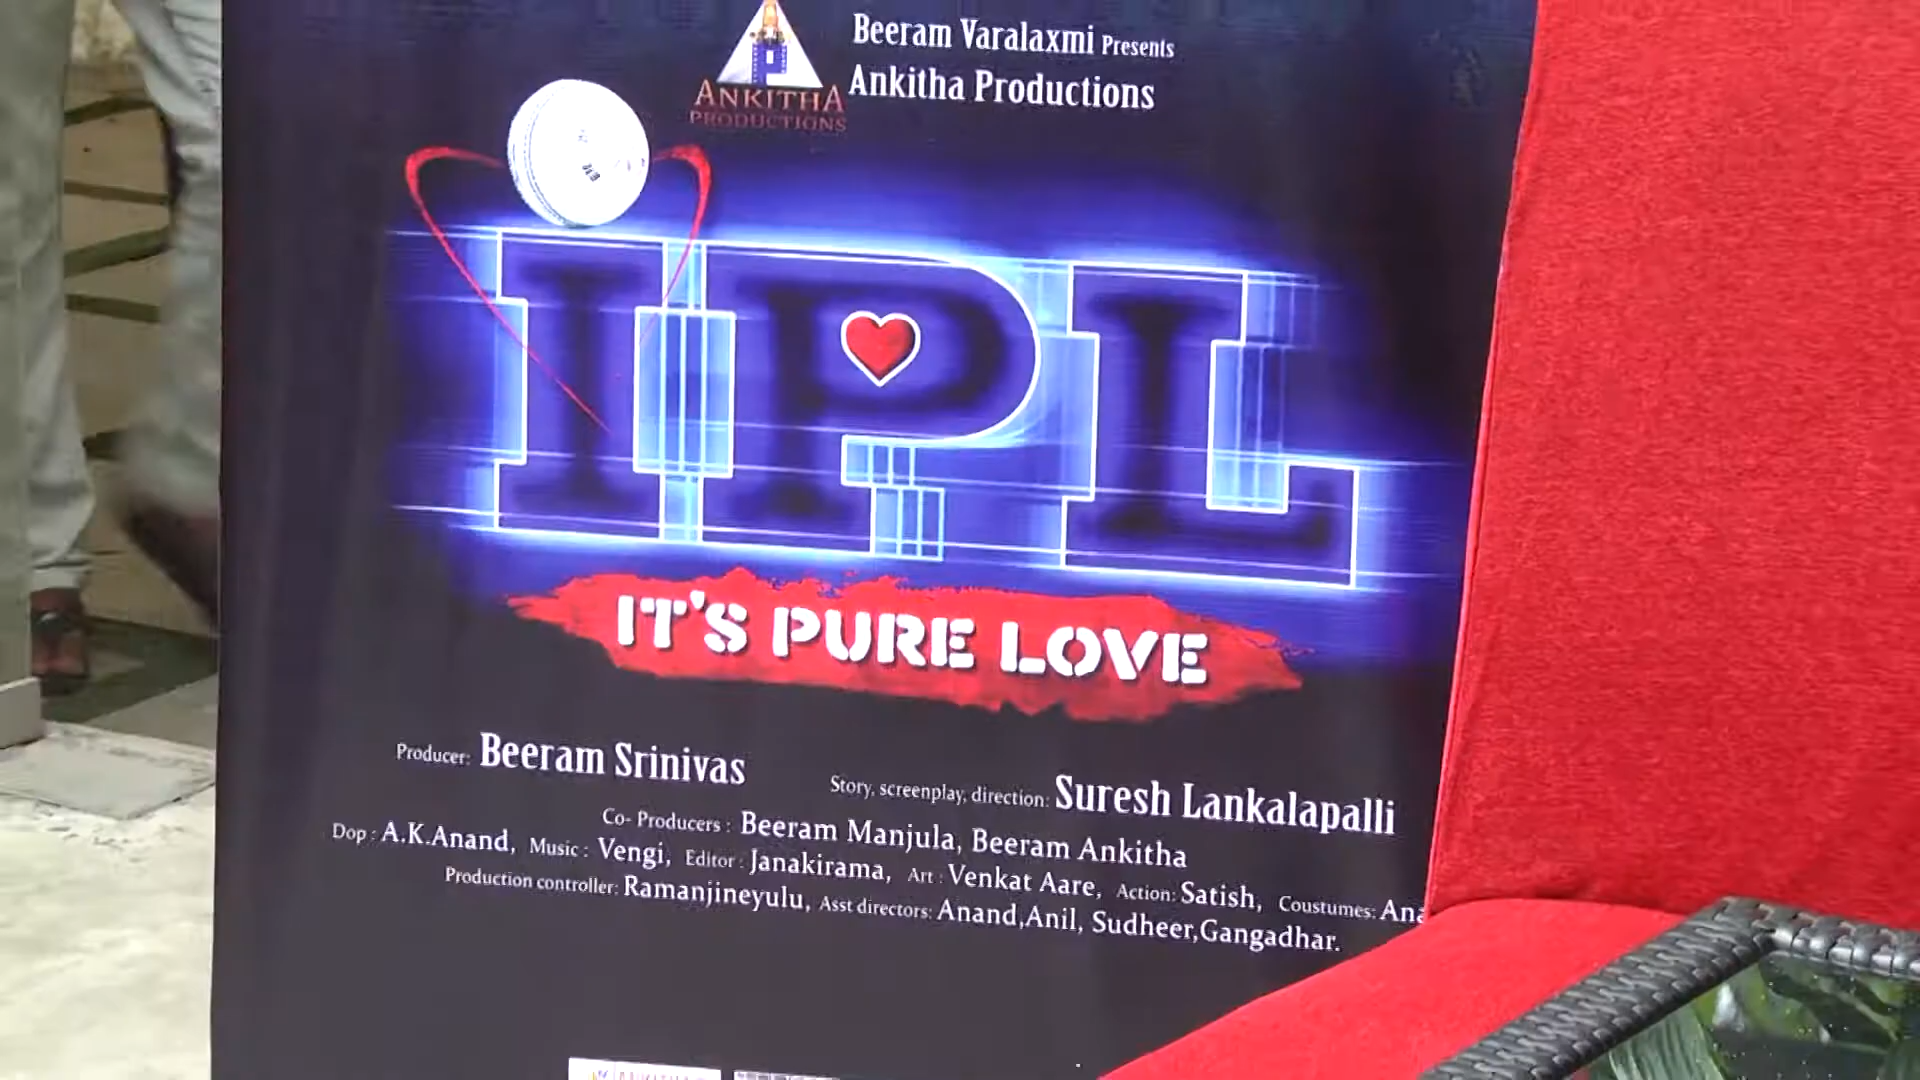 Beeram Varalaxmi Presents
Ankitha Productions
ANKITHA
PRODUCTIONS
IPL
IT'S PURE LOVE
Producer: Beeram Srinivas
Story, screenplay, direction: Suresh Lankalapalli
Co- Producers : Beeram Manjula, Beeram Ankitha
Dop : A.K.Anand, Music : Vengi, Editor : Janakirama, Art : Venkat Aare, Action: Satish, Coustumes:
Production controller: Ramanjineyulu, Asst directors: Anand,Anil, Sudheer,Gangadhar.